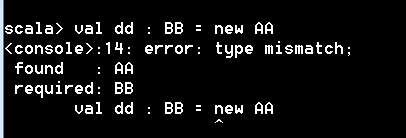 scala> val dd : BB = new AA
<console>:14: error: type mismatch;
 found   : AA
 required: BB
       val dd : BB = new AA
                     ^